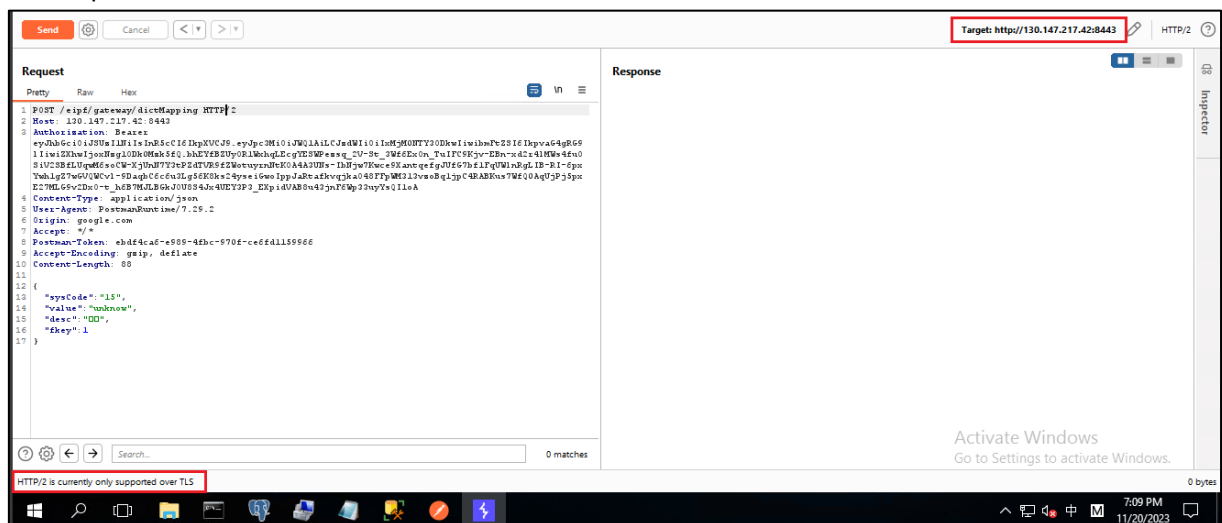 Send
Cancel
Target: http://130.147.217.42:8443
HTTP/2
Request
Response
Pretty Raw Hex
\n
Inspector
1 POST /eipf/gateway/dictMapping HTTP/2
2 Host: 130.147.217.42:8443
3 Authorization: Bearer
4 Content-Type: application/json
5 User-Agent: PostmanRuntime/7.29.2
6 Origin: google.com
7 Accept: */*
8 Postman-Token: ebdf4ca6-e989-4fbc-970f-ce6fd1159966
9 Accept-Encoding: gzip, deflate
10 Content-Length: 88
11
12 {
13 "sysCode":"15",
14 "value":"unknow",
15 "desc":"□□",
16 "fkey":1
17 }
Search...
0 matches
Activate Windows
Go to Settings to activate Windows.
HTTP/2 is currently only supported over TLS
0 bytes
中
M
7:09 PM
11/20/2023